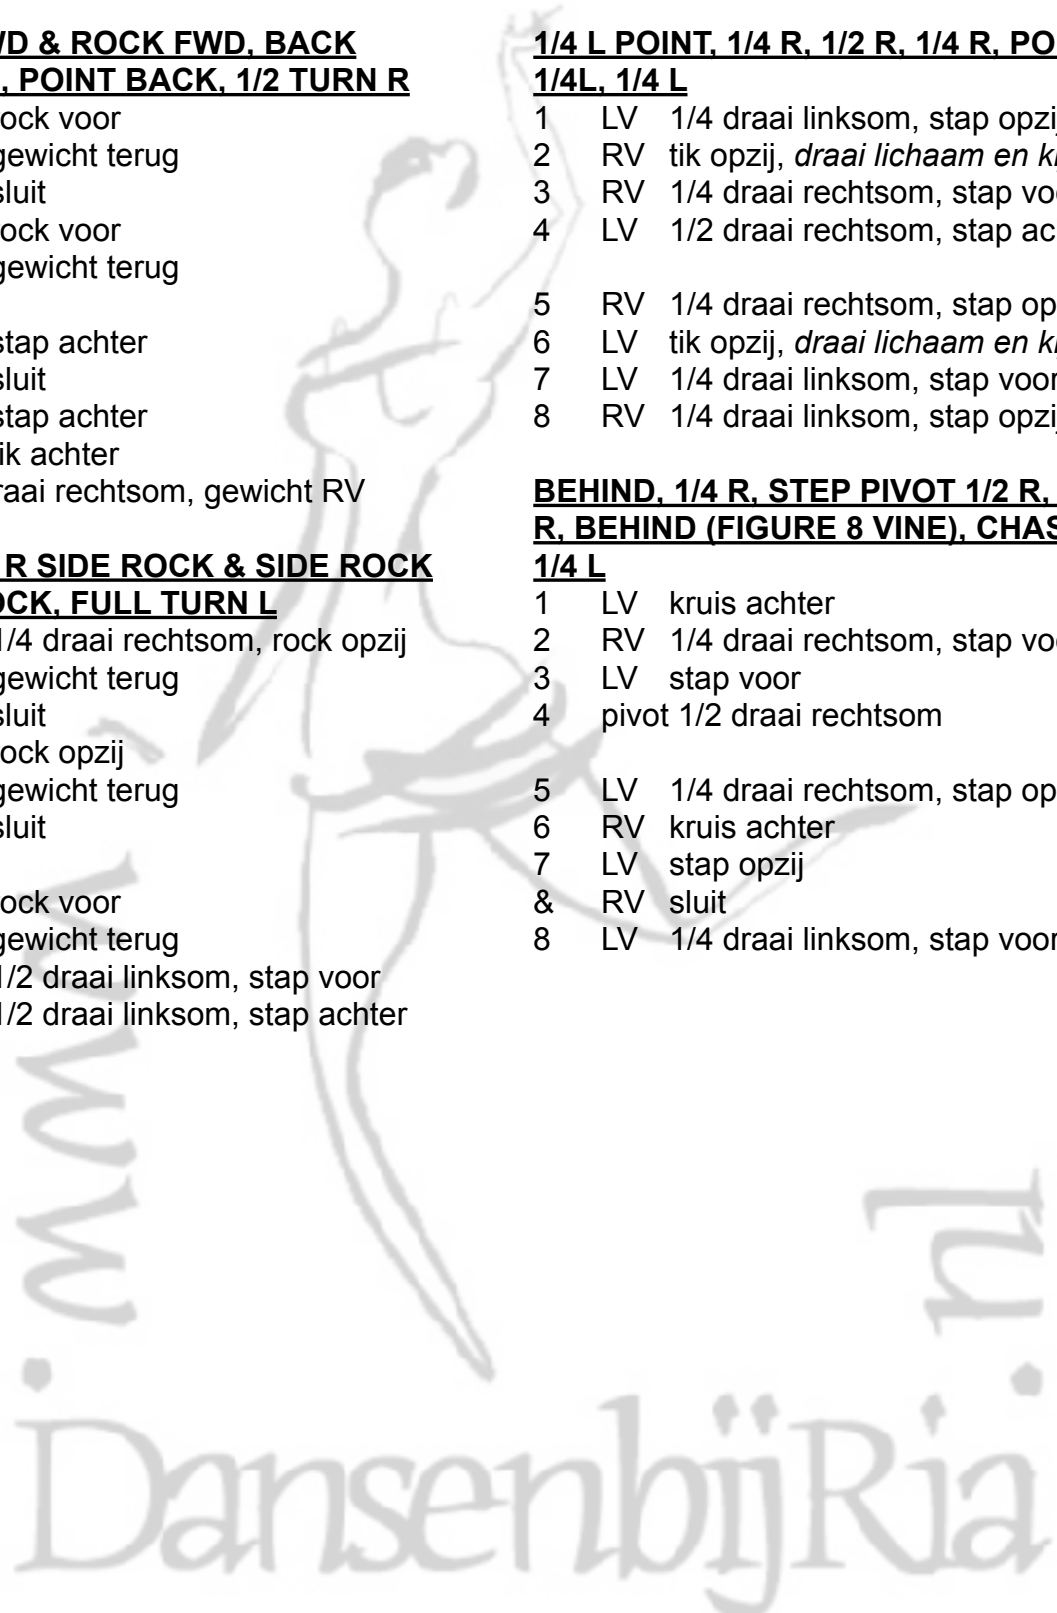 WD & ROCK FWD, BACK
, POINT BACK, 1/2 TURN R
ock voor
gewicht terug
sluit
ock voor
gewicht terug
stap achter
sluit
stap achter
ik achter
raai rechtsom, gewicht RV
R SIDE ROCK & SIDE ROCK
OCK, FULL TURN L
1/4 draai rechtsom, rock opzij
gewicht terug
sluit
ock opzij
gewicht terug
sluit
ock voor
gewicht terug
1/2 draai linksom, stap voor
1/2 draai linksom, stap achter
1/4 L POINT, 1/4 R, 1/2 R, 1/4 R, PO
1/4L, 1/4 L
1 LV 1/4 draai linksom, stap opzij
2 RV tik opzij, draai lichaam en ki
3 RV 1/4 draai rechtsom, stap voo
4 LV 1/2 draai rechtsom, stap ac
5 RV 1/4 draai rechtsom, stap op
6 LV tik opzij, draai lichaam en ki
7 LV 1/4 draai linksom, stap voor
8 RV 1/4 draai linksom, stap opzij
BEHIND, 1/4 R, STEP PIVOT 1/2 R,
R, BEHIND (FIGURE 8 VINE), CHAS
1/4 L
1 LV kruis achter
2 RV 1/4 draai rechtsom, stap voo
3 LV stap voor
4 pivot 1/2 draai rechtsom
5 LV 1/4 draai rechtsom, stap op
6 RV kruis achter
7 LV stap opzij
& RV sluit
8 LV 1/4 draai linksom, stap voor
www.
DansenbijRia
.nl